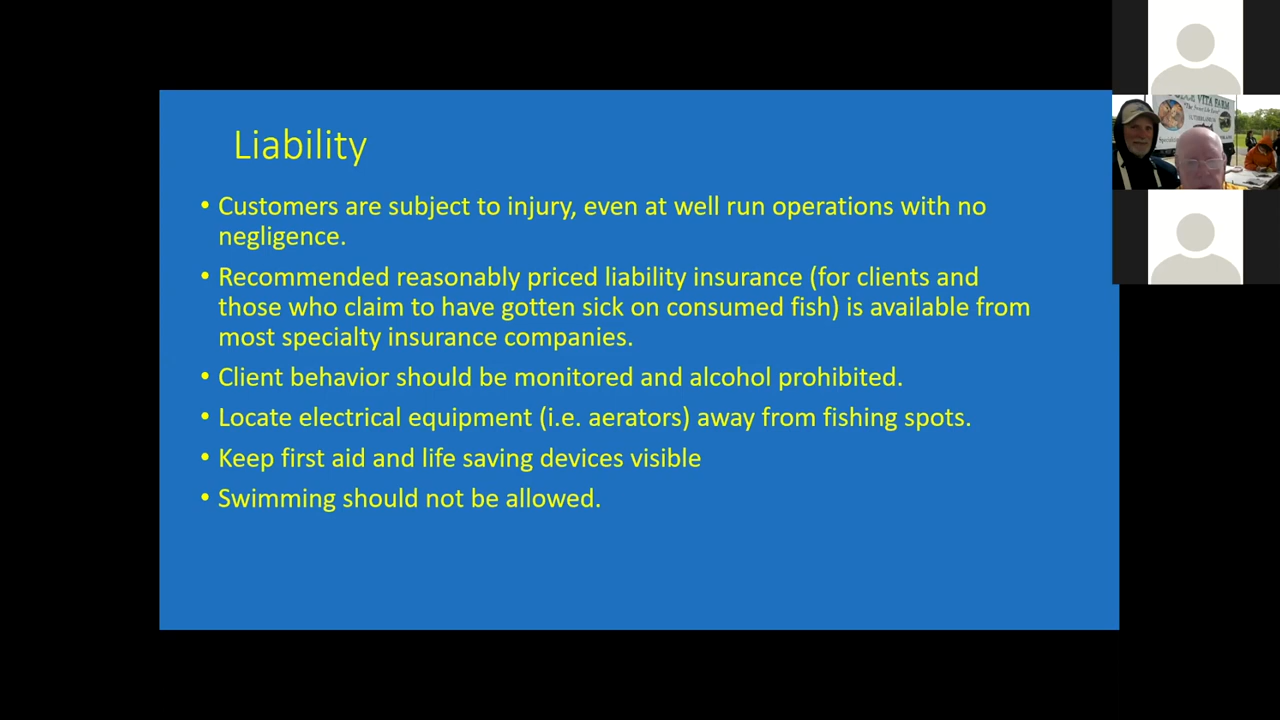 Liability
• Customers are subject to injury, even at well run operations with no
negligence.
• Recommended reasonably priced liability insurance (for clients and
those who claim to have gotten sick on consumed fish) is available from
most specialty insurance companies.
• Client behavior should be monitored and alcohol prohibited.
• Locate electrical equipment (i.e. aerators) away from fishing spots.
• Keep first aid and life saving devices visible
• Swimming should not be allowed.
VITA FARM